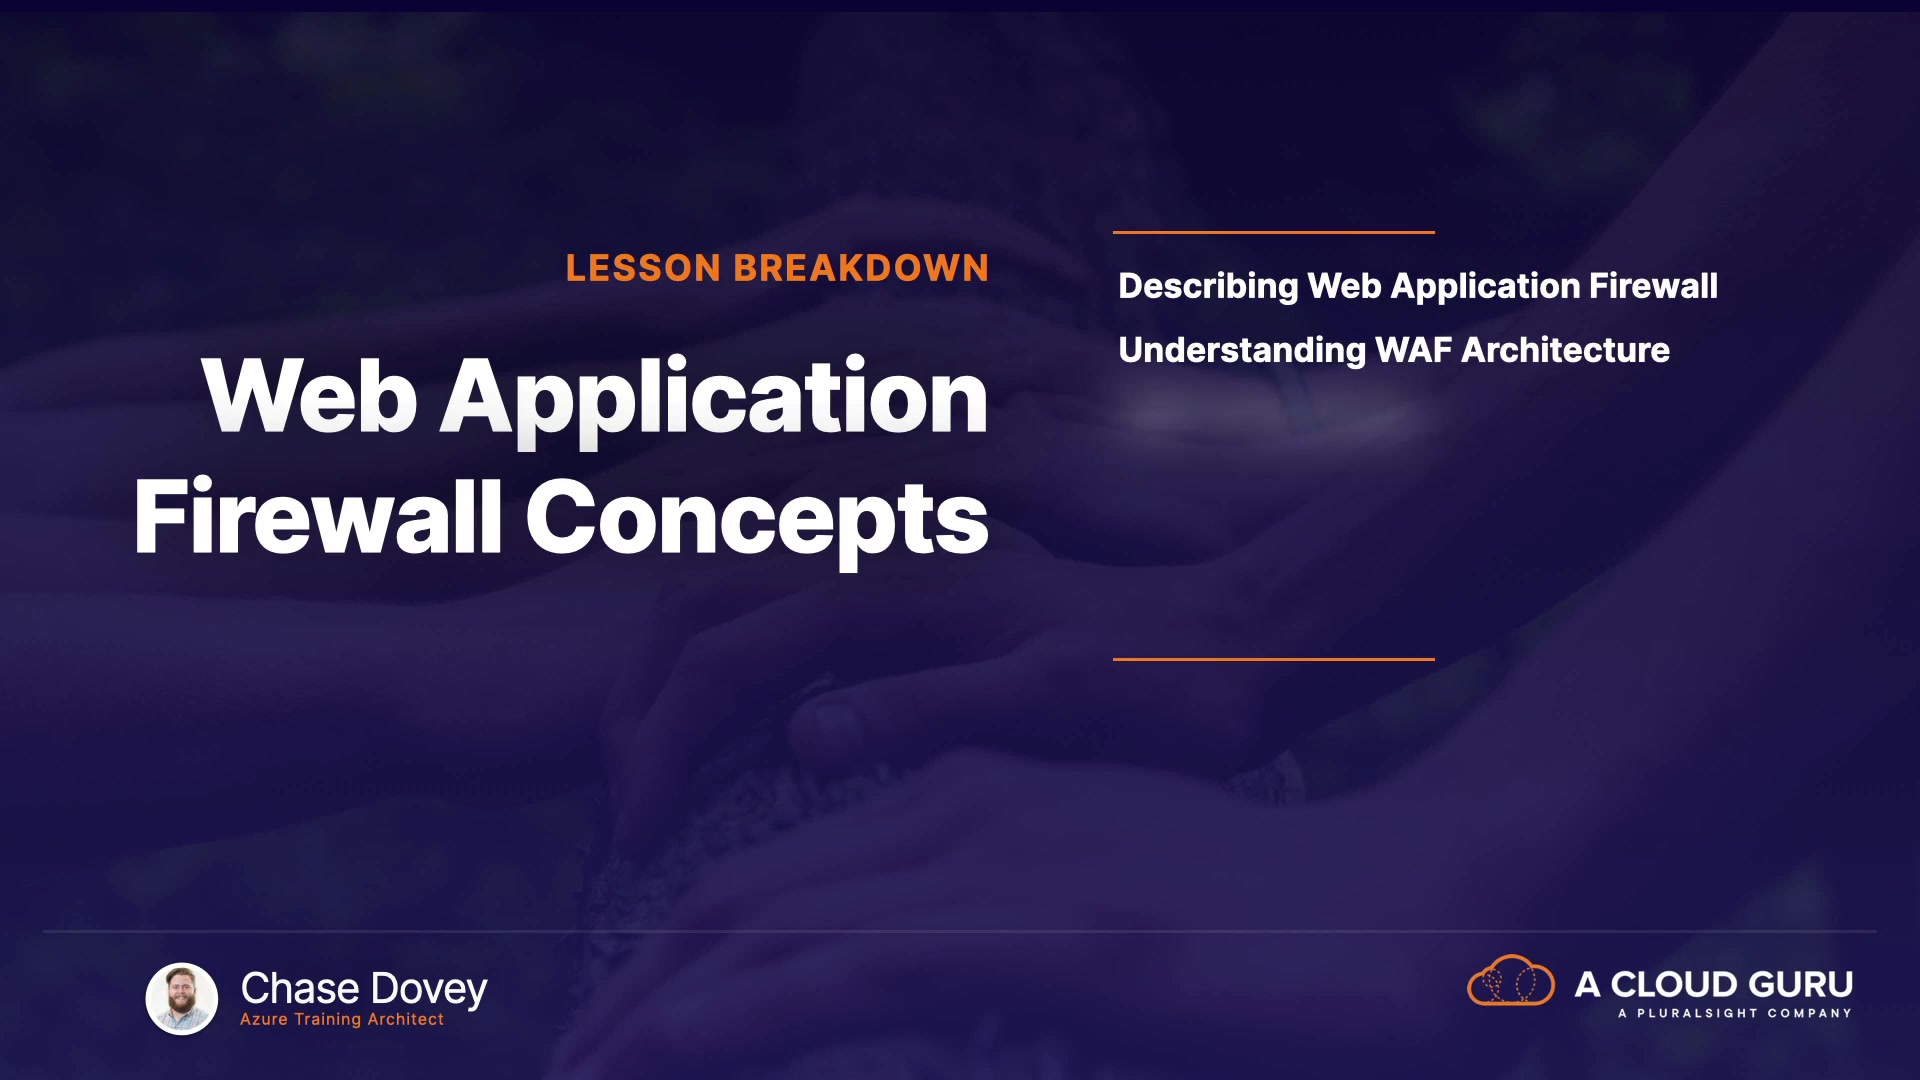 LESSON BREAKDOWN
Web Application
Firewall Concepts
Describing Web Application Firewall
Understanding WAF Architecture
Chase Dovey
Azure Training Architect
A CLOUD GURU
A PLURALSIGHT COMPANY